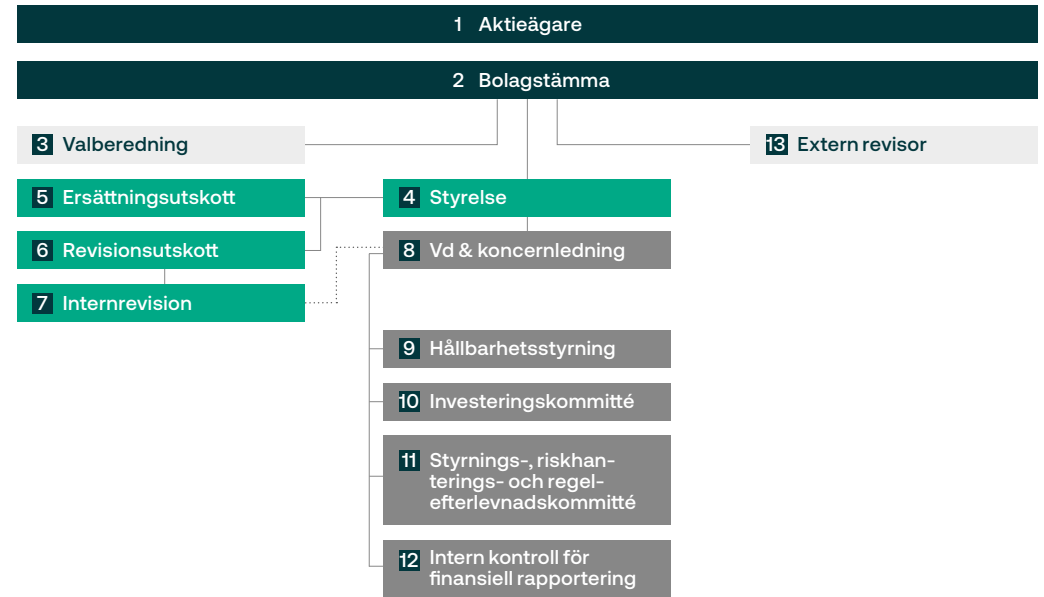 1 Aktieägare
2 Bolagstämma
3 Valberedning
13 Extern revisor
5 Ersättningsutskott
4 Styrelse
6 Revisionsutskott
8 Vd & koncernledning
7 Internrevision
9 Hållbarhetsstyrning
10 Investeringskommitté
11 Styrnings-, riskhan-
terings- och regel-
efterlevnadskommitté
12 Intern kontroll för
finansiell rapportering